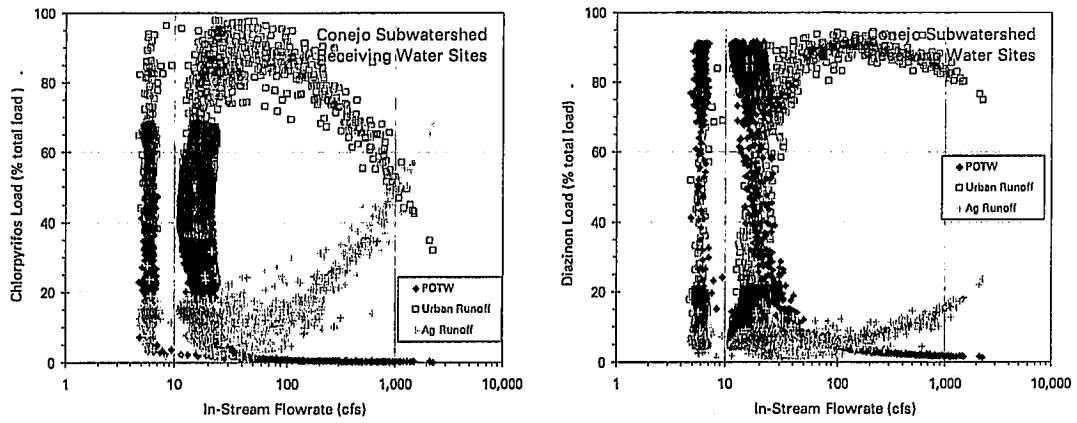 Conejo Subwatershed
Receiving Water Sites
Chlorpyrifos Load (% total load)
100
80
60
40
20
0
POTW
Urban Runoff
Ag Runoff
1
10
100
1,000
10,000
In-Stream Flowrate (cfs)
Conejo Subwatershed
Water Sites
Diazinon Load (% total load)
100
80
60
40
20
0
POTW
Urban Runoff
Ag Runoff
1
10
100
1,000
10,000
In-Stream Flowrate (cfs)